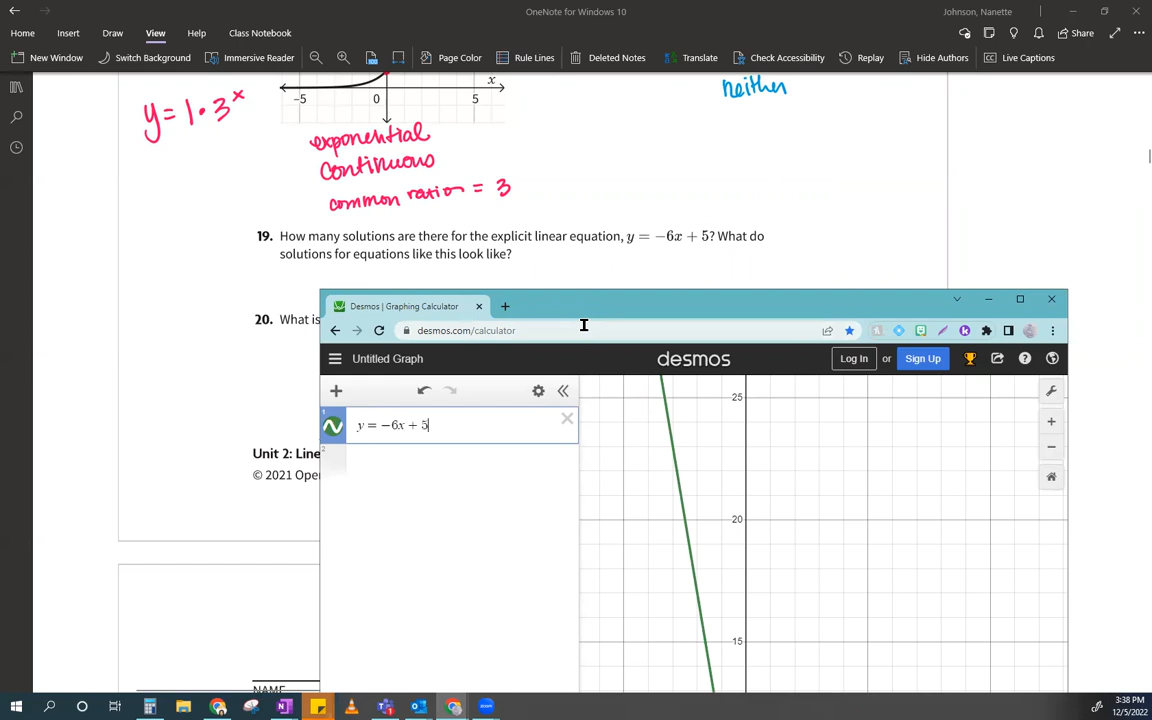 OneNote for Windows 10
Johnson, Nanette
Home Insert Draw View Help Class Notebook
Share
New Window Switch Background Immersive Reader 100 Page Color Rule Lines Deleted Notes Translate Check Accessibility Replay Hide Authors Live Captions
x
-5 0 5
neither
y = 1 · 3^x
exponential
continuous
common ration = 3
19. How many solutions are there for the explicit linear equation, y = −6x + 5? What do
solutions for equations like this look like?
20. What is
Desmos | Graphing Calculator
desmos.com/calculator
Untitled Graph
desmos
Log In or Sign Up
1
y = −6x + 5
2
25
20
15
Unit 2: Line
© 2021 Ope
NAME
3:38 PM
12/5/2022